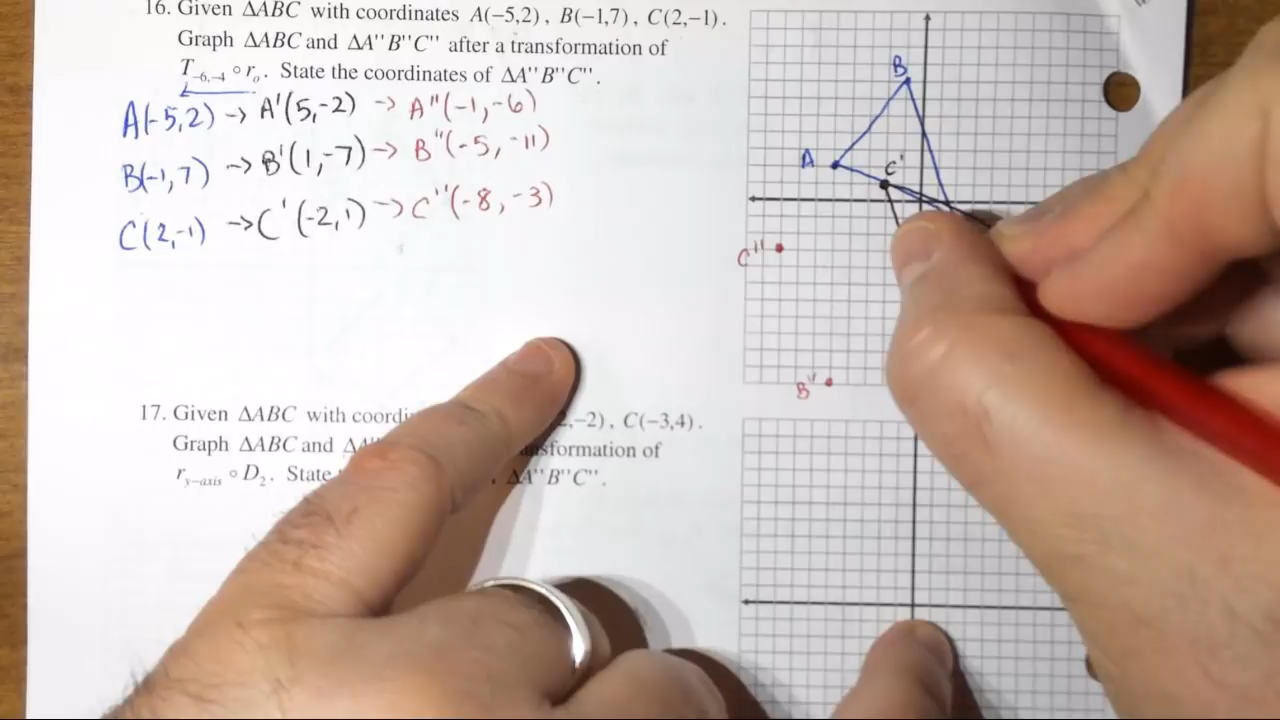 16. Given ΔABC with coordinates A(−5,2), B(−1,7), C(2,−1).
Graph ΔABC and ΔA''B''C'' after a transformation of
T₋₆,₋₄ ∘ rₒ. State the coordinates of ΔA''B''C''.
A(-5,2) -> A'(5,-2) -> A"(-1,-6)
B(-1,7) -> B'(1,-7) -> B"(-5,-11)
C(2,-1) -> C'(-2,1) -> C"(-8,-3)
B
A
C'
C"
B"
17. Given ΔABC with ,−2), C(−3,4).
Graph ΔABC and of
r y−axis ∘ D₂. State ΔA''B''C''.